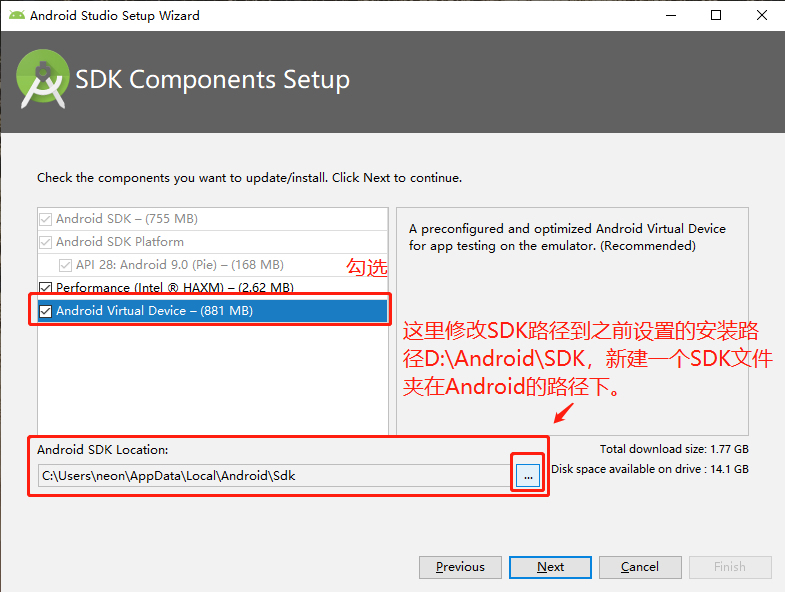 Android Studio Setup Wizard
SDK Components Setup
Check the components you want to update/install. Click Next to continue.
Android SDK – (755 MB)
Android SDK Platform
API 28: Android 9.0 (Pie) – (168 MB)
勾选
Performance (Intel ® HAXM) – (2.62 MB)
Android Virtual Device – (881 MB)
A preconfigured and optimized Android Virtual Device
for app testing on the emulator. (Recommended)
这里修改SDK路径到之前设置的安装路
径D:\Android\SDK，新建一个SDK文件
夹在Android的路径下。
Android SDK Location:
C:\Users\neon\AppData\Local\Android\Sdk
...
Total download size: 1.77 GB
Disk space available on drive : 14.1 GB
Previous
Next
Cancel
Finish